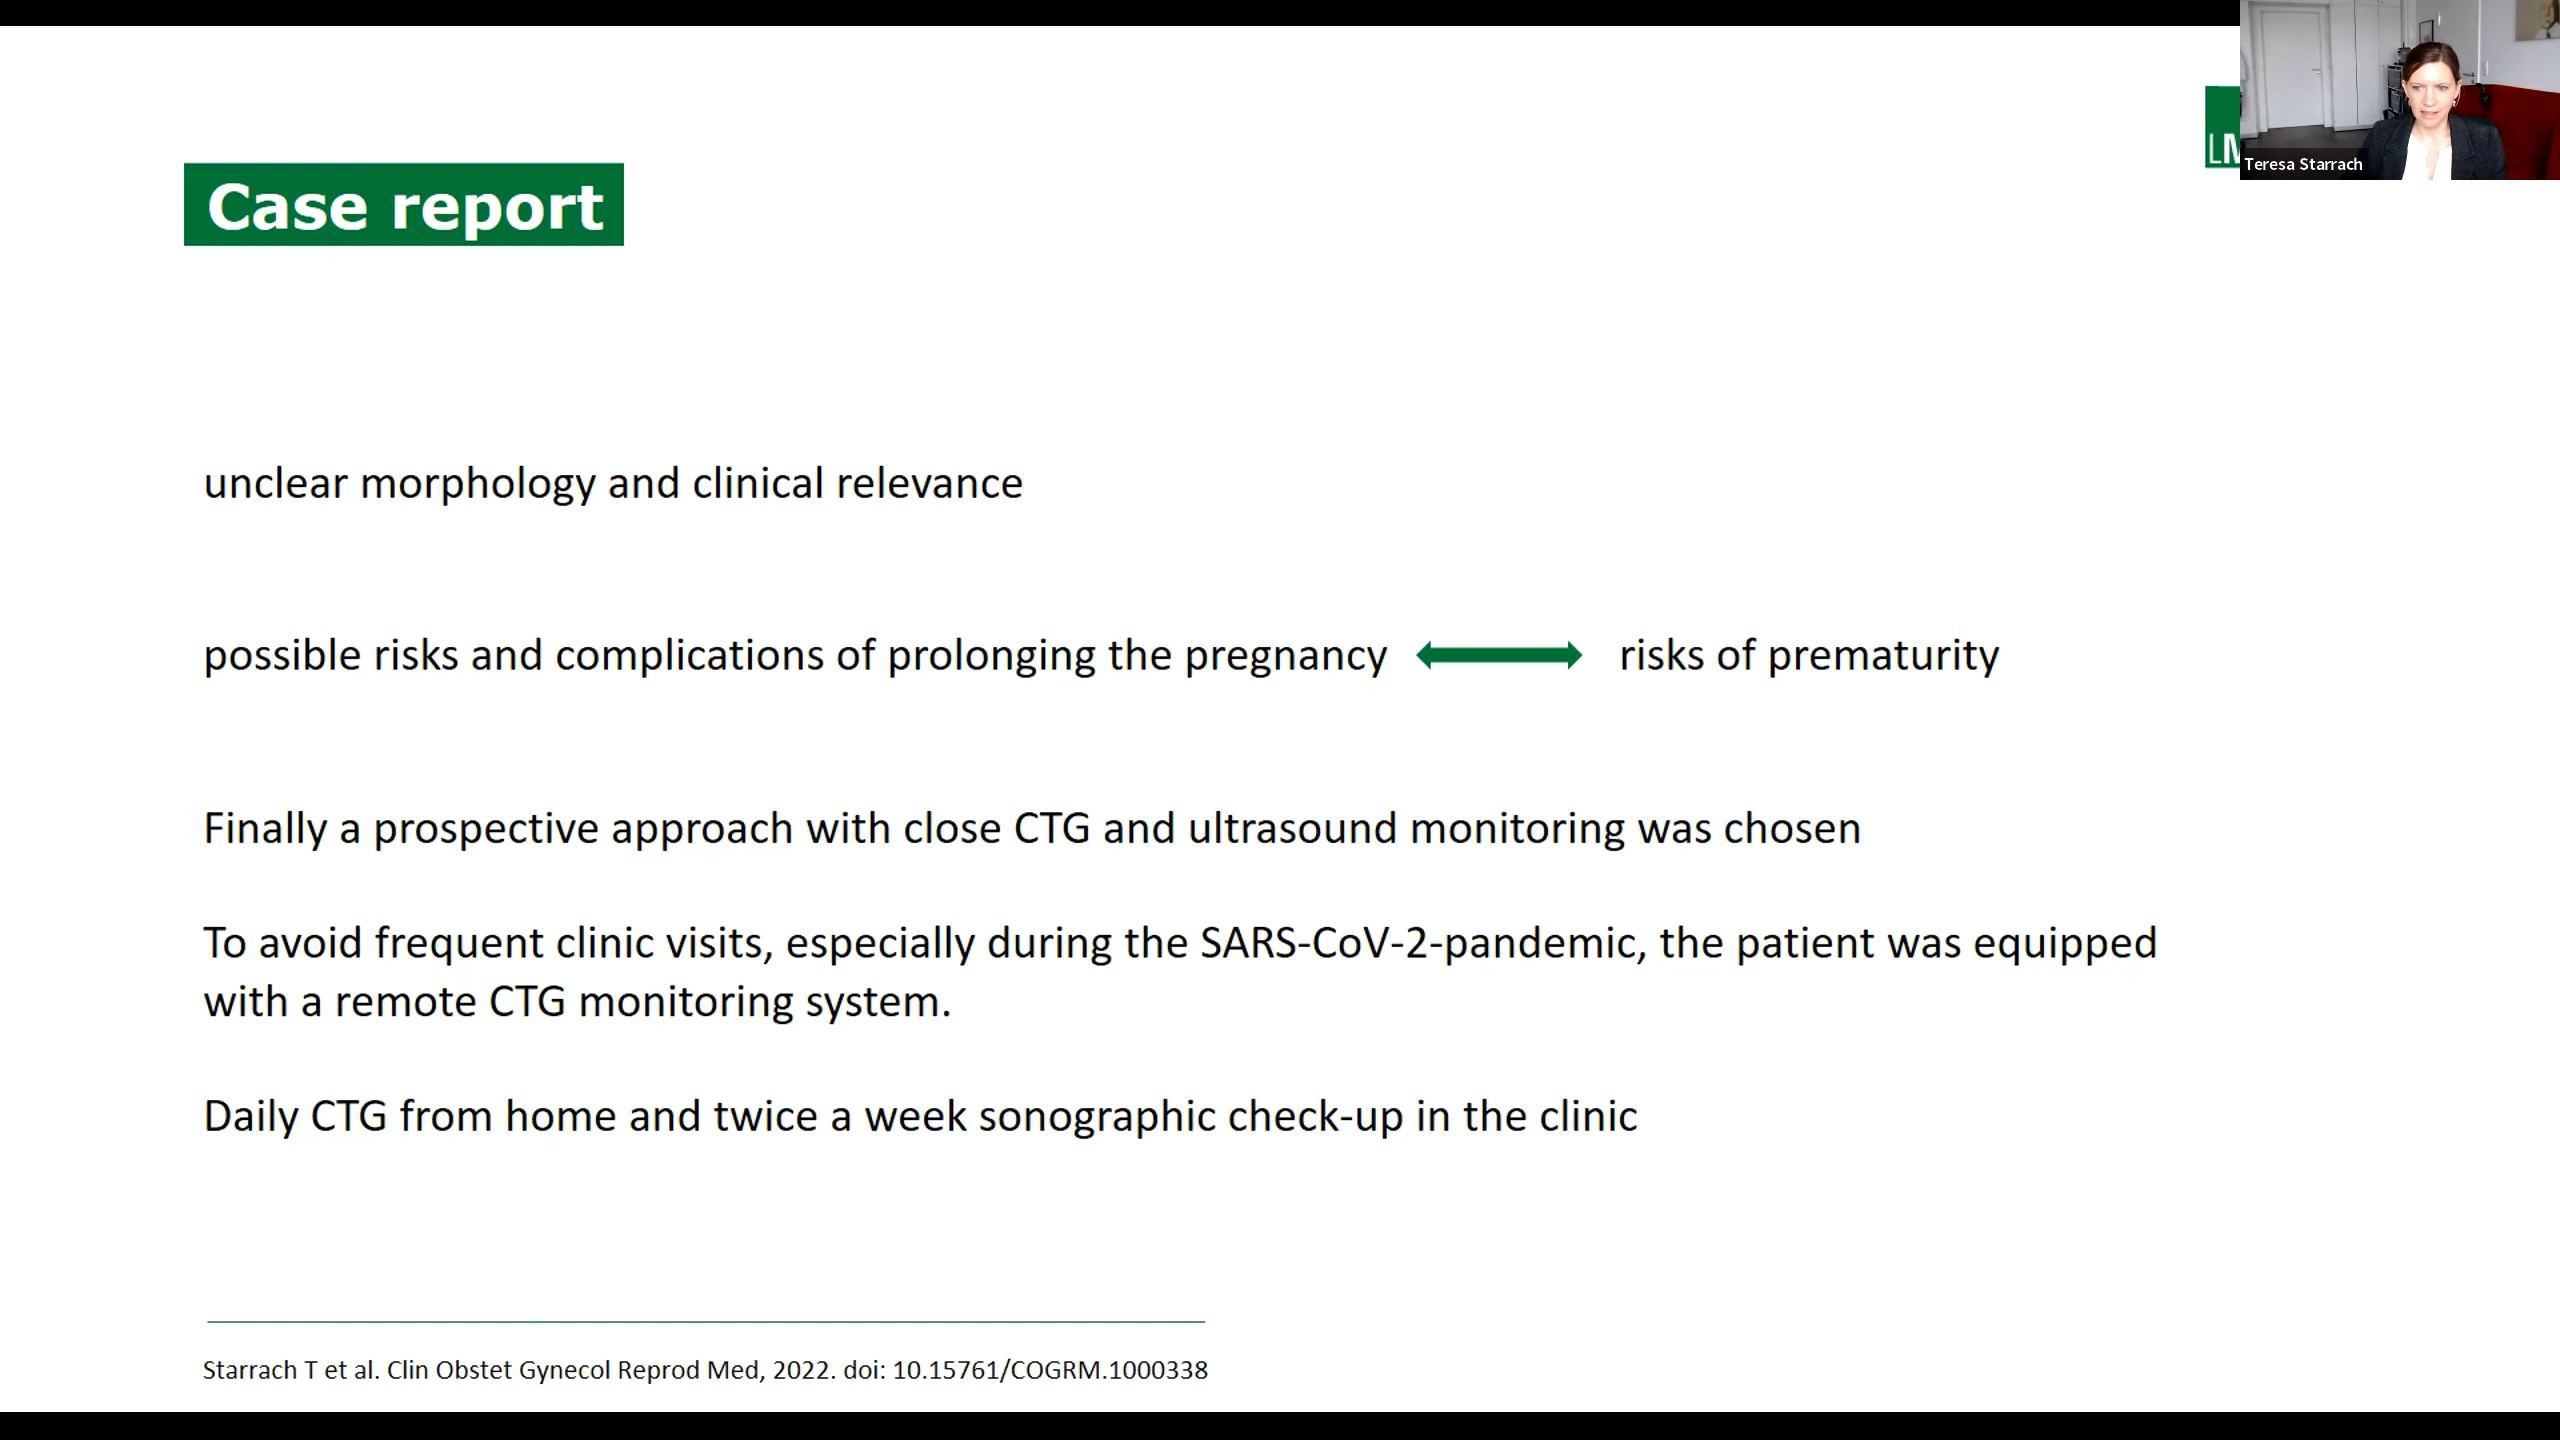 Case report
LM
Teresa Starrach
unclear morphology and clinical relevance
possible risks and complications of prolonging the pregnancy
risks of prematurity
Finally a prospective approach with close CTG and ultrasound monitoring was chosen
To avoid frequent clinic visits, especially during the SARS-CoV-2-pandemic, the patient was equipped
with a remote CTG monitoring system.
Daily CTG from home and twice a week sonographic check-up in the clinic
Starrach T et al. Clin Obstet Gynecol Reprod Med, 2022. doi: 10.15761/COGRM.1000338